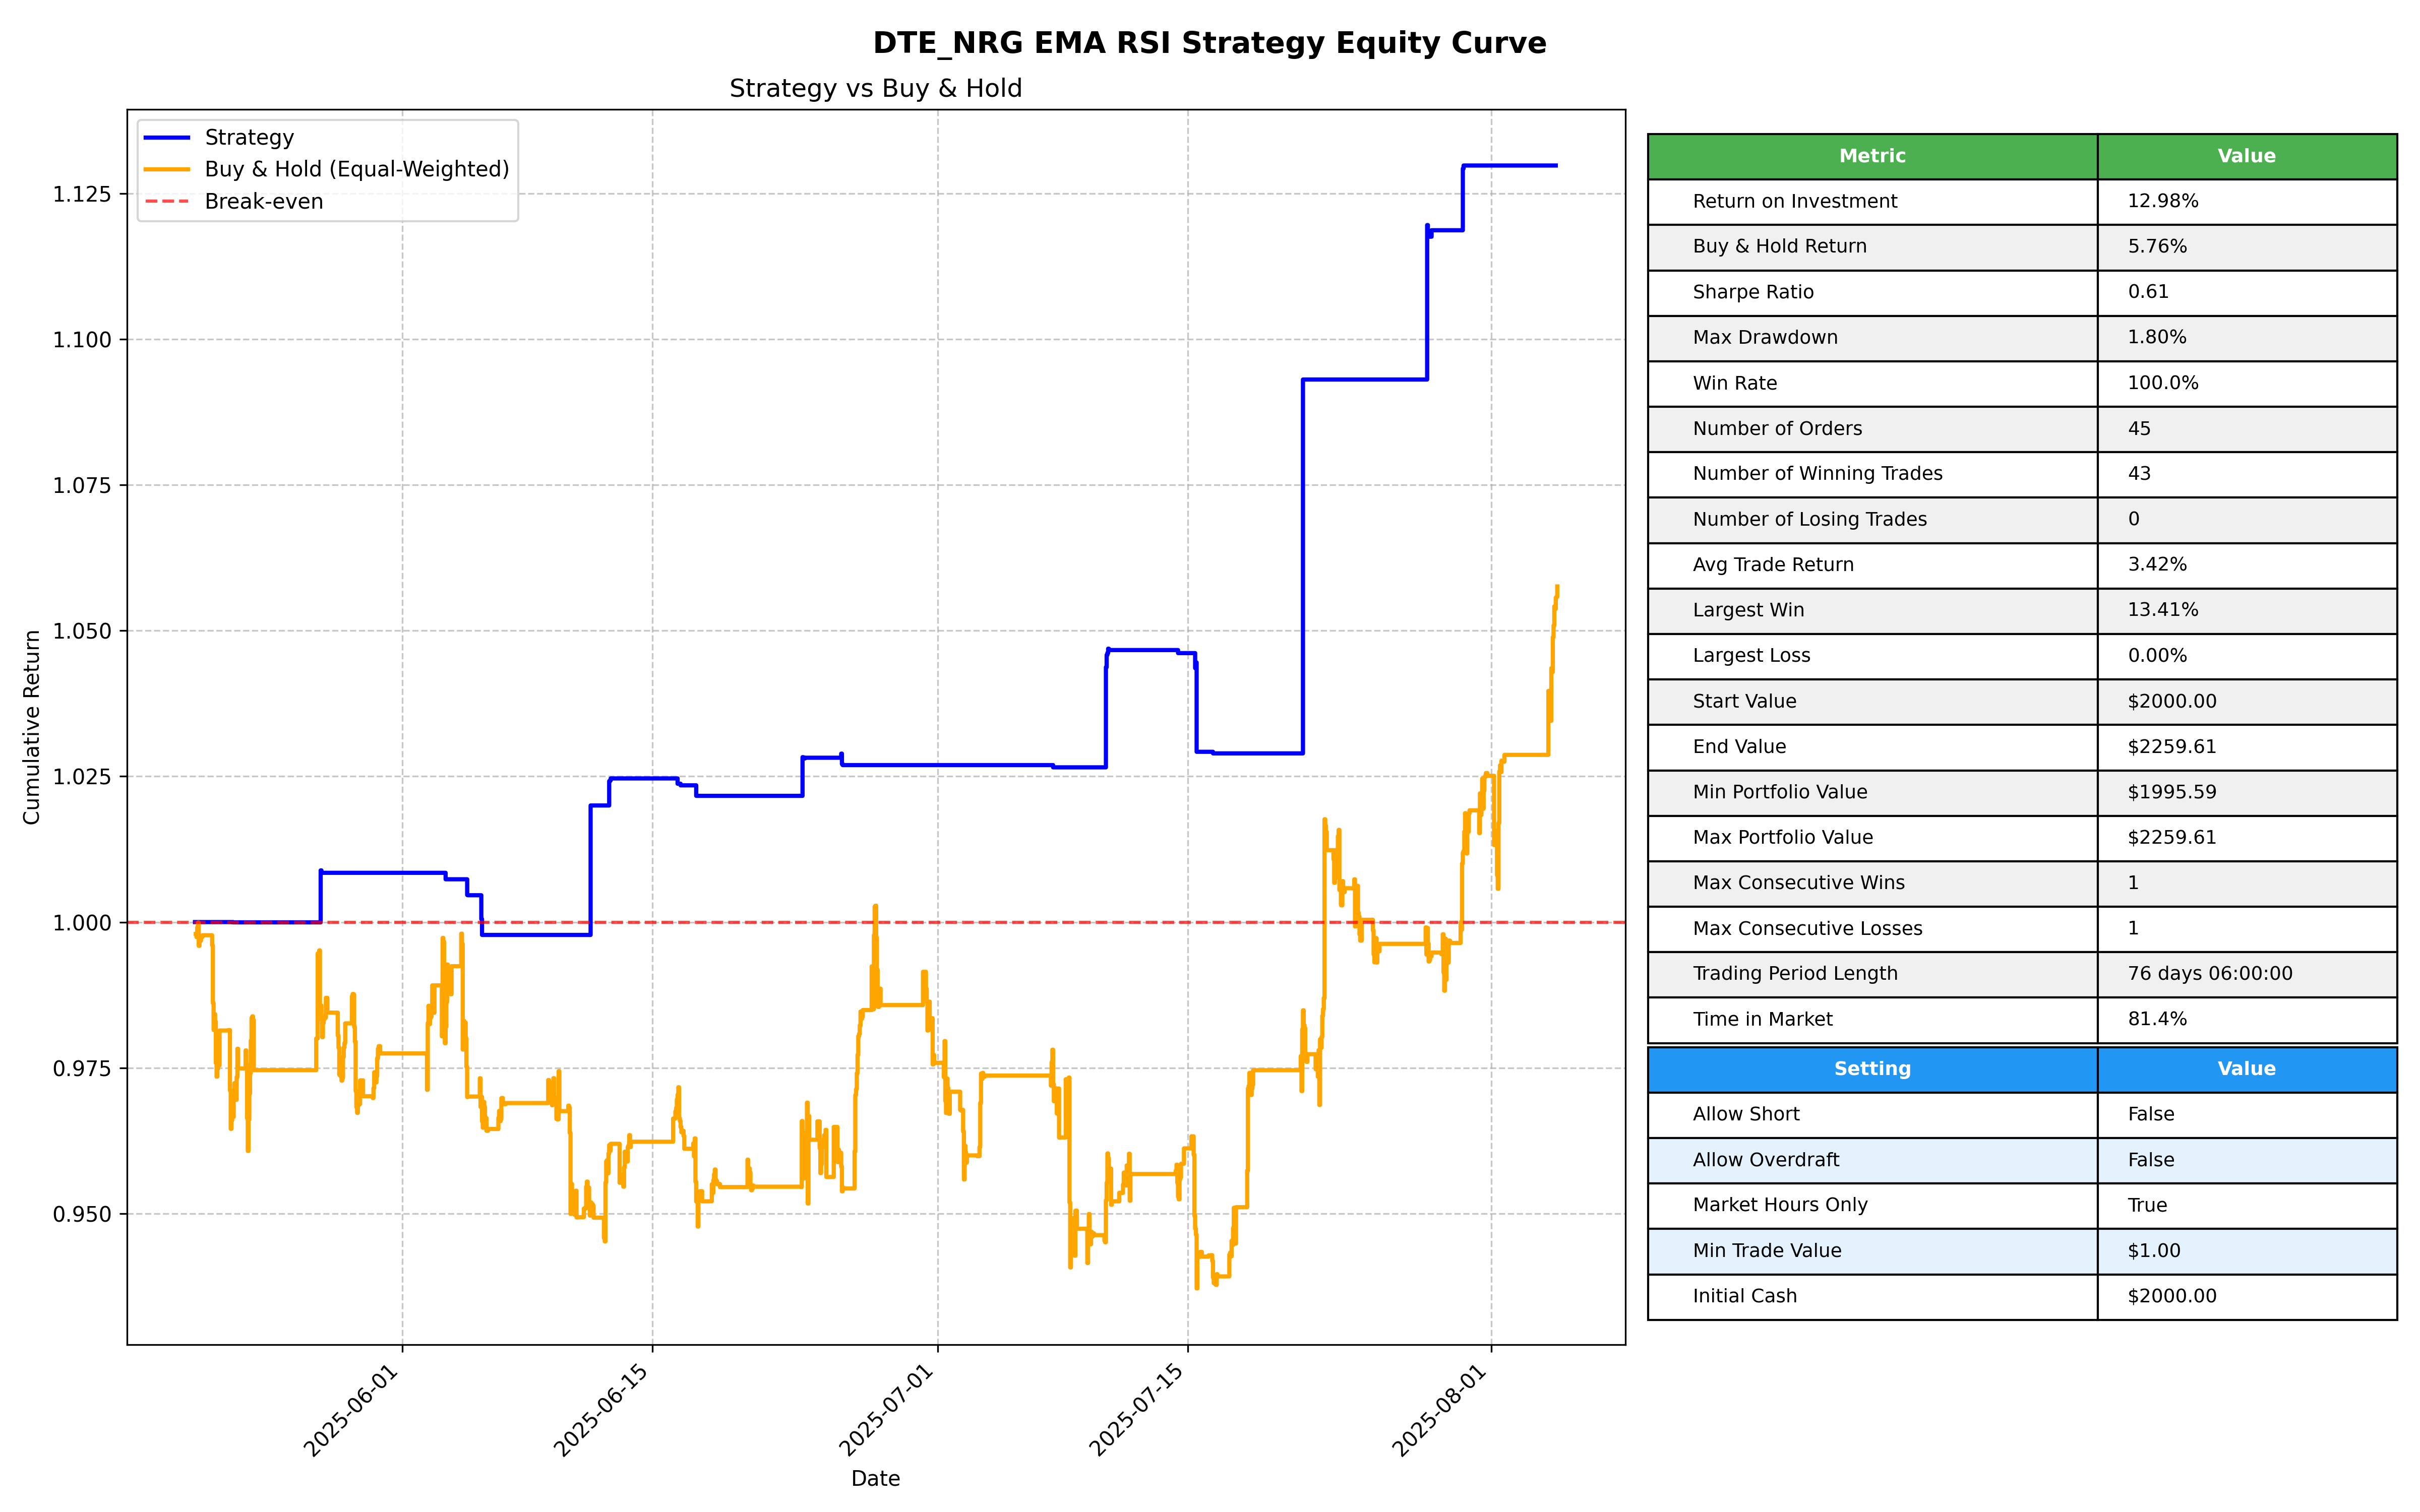 DTE_NRG EMA RSI Strategy Equity Curve
Strategy vs Buy & Hold
Strategy
Buy & Hold (Equal-Weighted)
Break-even
Cumulative Return
1.125
1.100
1.075
1.050
1.025
1.000
0.975
0.950
2025-06-01
2025-06-15
2025-07-01
2025-07-15
2025-08-01
Date
Metric Value
Return on Investment 12.98%
Buy & Hold Return 5.76%
Sharpe Ratio 0.61
Max Drawdown 1.80%
Win Rate 100.0%
Number of Orders 45
Number of Winning Trades 43
Number of Losing Trades 0
Avg Trade Return 3.42%
Largest Win 13.41%
Largest Loss 0.00%
Start Value $2000.00
End Value $2259.61
Min Portfolio Value $1995.59
Max Portfolio Value $2259.61
Max Consecutive Wins 1
Max Consecutive Losses 1
Trading Period Length 76 days 06:00:00
Time in Market 81.4%
Setting Value
Allow Short False
Allow Overdraft False
Market Hours Only True
Min Trade Value $1.00
Initial Cash $2000.00